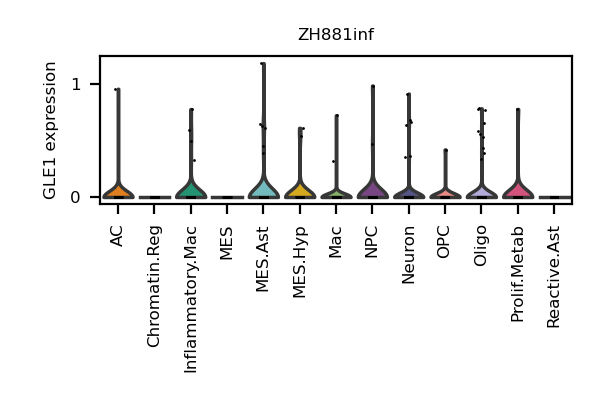 ZH881inf
GLE1 expression
1
0
AC
Chromatin.Reg
Inflammatory.Mac
MES
MES.Ast
MES.Hyp
Mac
NPC
Neuron
OPC
Oligo
Prolif.Metab
Reactive.Ast